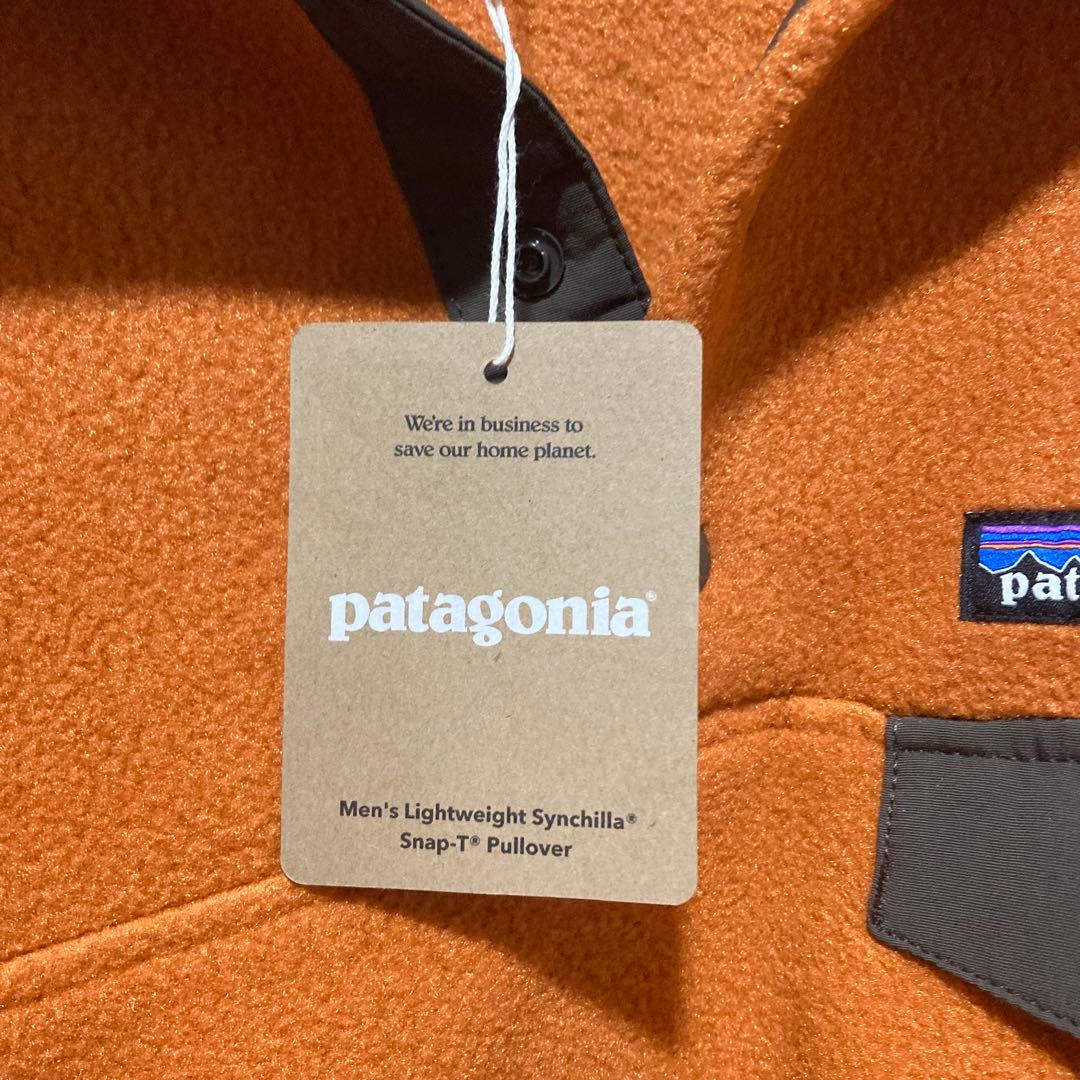 We're in business to
save our home planet.
patagonia®
pat
Men's Lightweight Synchilla®
Snap-T® Pullover